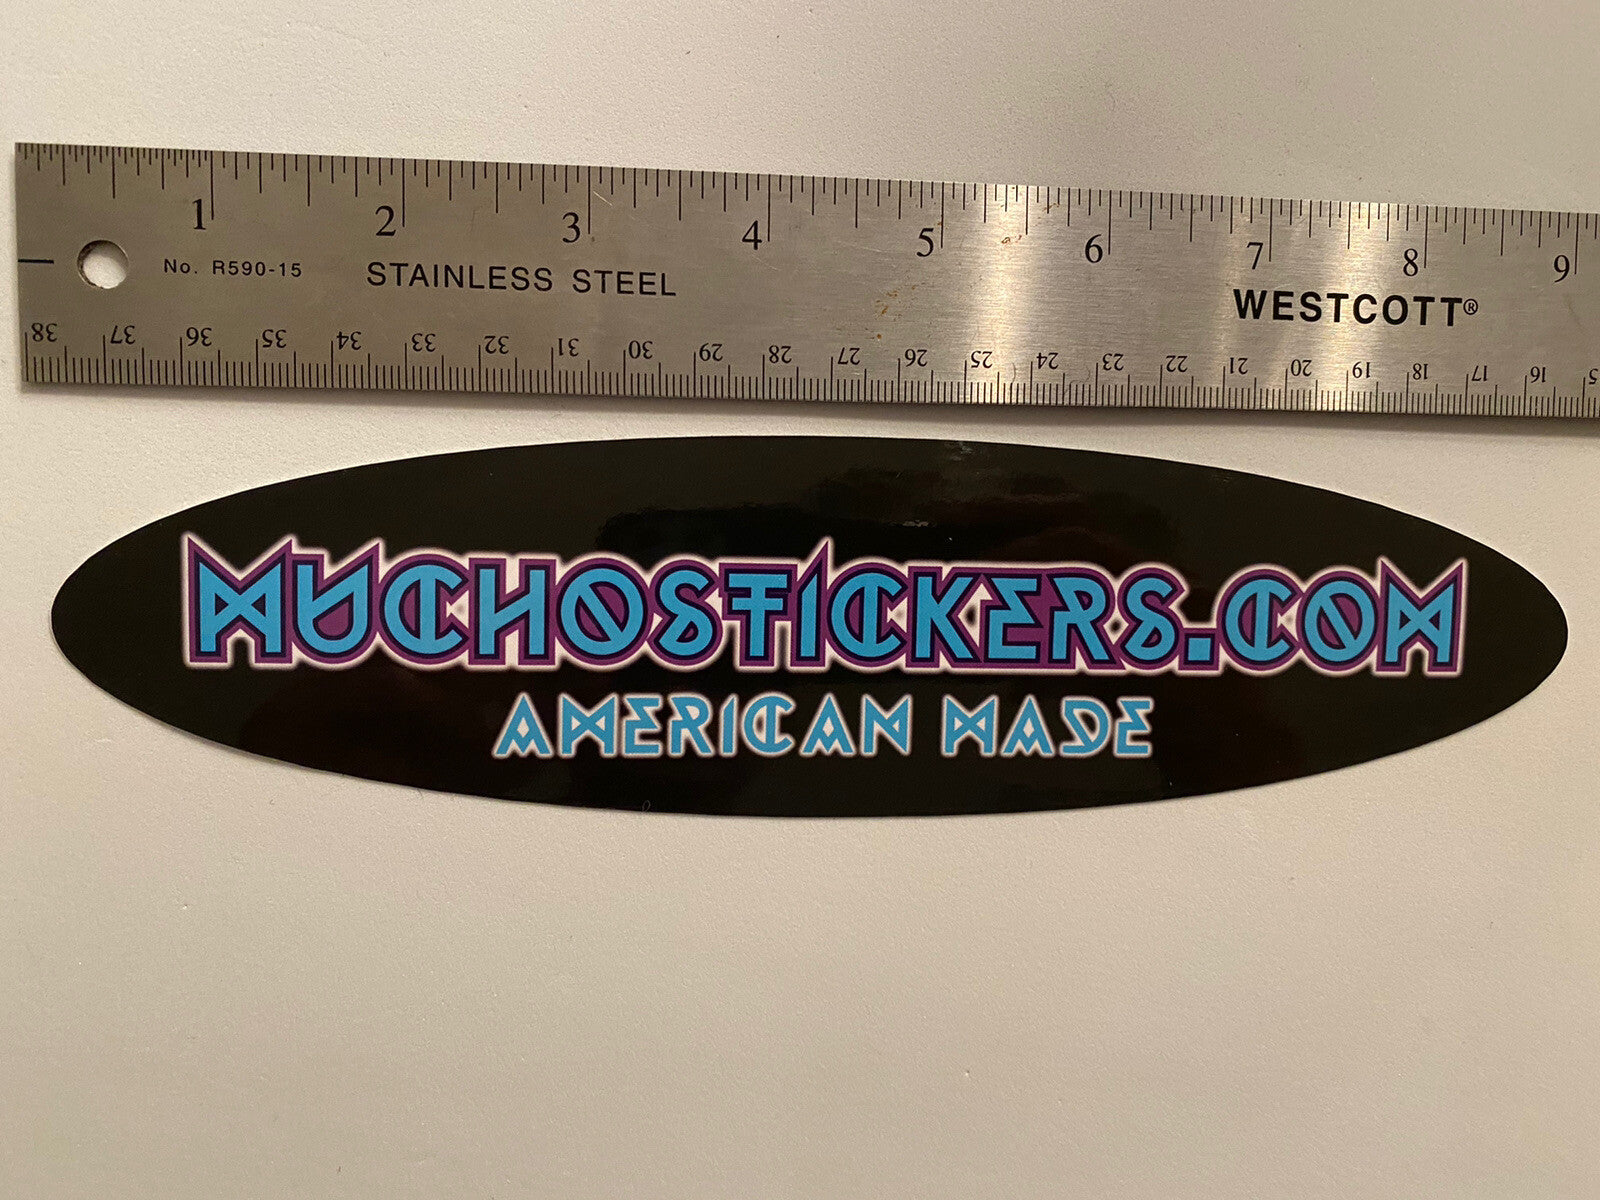 1 2 3 4 5 6 7 8 9
No. R590-15 STAINLESS STEEL WESTCOTT®
38 37 36 35 34 33 32 31 30 29 28 27 26 25 24 23 22 21 20 19 18 17 16
MUCHOSTICKERS.COM
AMERICAN MADE